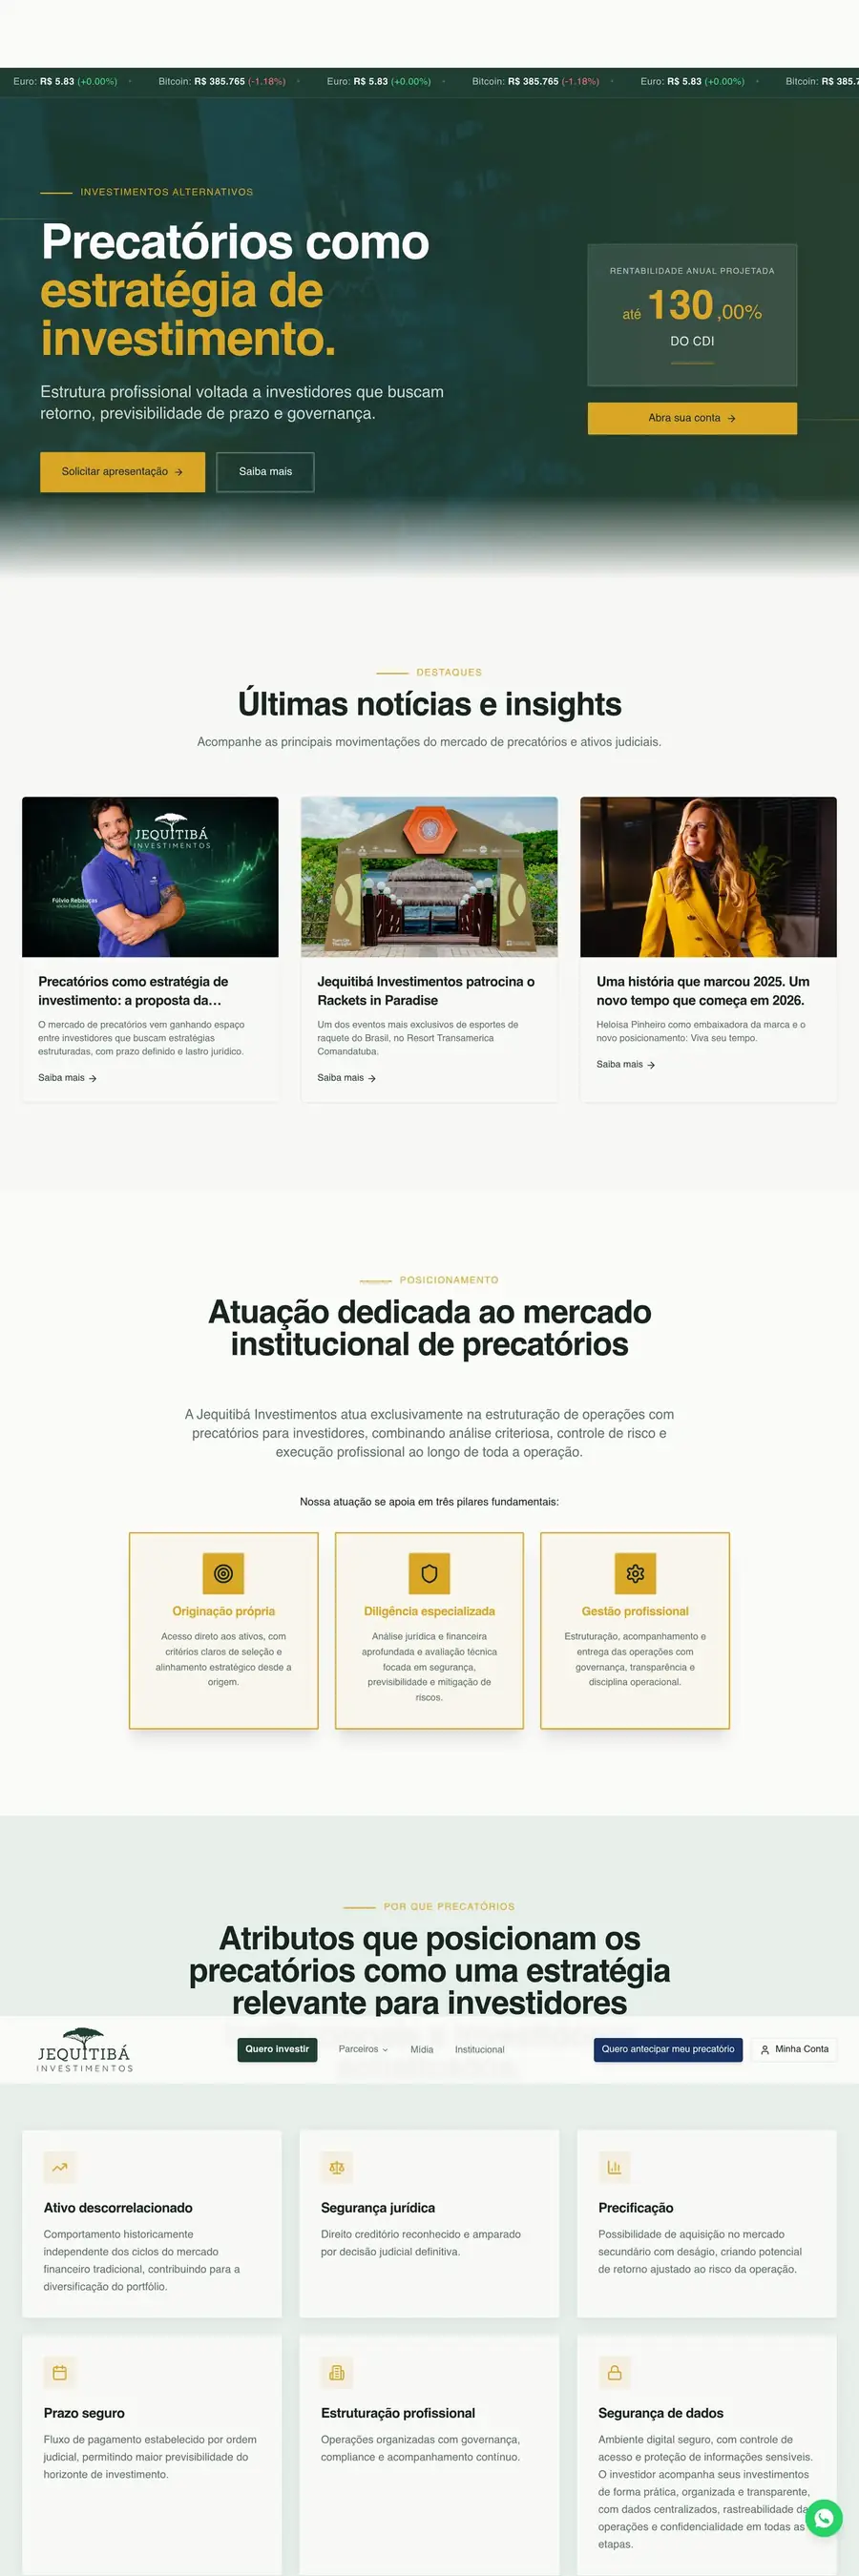 Euro: R$ 5.83 (+0.00%) • Bitcoin: R$ 385.765 (-1.18%) • Euro: R$ 5.83 (+0.00%) • Bitcoin: R$ 385.765 (-1.18%) • Euro: R$ 5.83 (+0.00%) • Bitcoin: R$ 385.7
INVESTIMENTOS ALTERNATIVOS
Precatórios como
estratégia de
investimento.
Estrutura profissional voltada a investidores que buscam
retorno, previsibilidade de prazo e governança.
Solicitar apresentação →
Saiba mais
RENTABILIDADE ANUAL PROJETADA
até 130,00%
DO CDI
Abra sua conta →
DESTAQUES
Últimas notícias e insights
Acompanhe as principais movimentações do mercado de precatórios e ativos judiciais.
JEQUITIBÁ
INVESTIMENTOS
Fúlvio Rebouças
Precatórios como estratégia de
investimento: a proposta da…
O mercado de precatórios vem ganhando espaço
entre investidores que buscam estratégias
estruturadas, com prazo definido e lastro jurídico.
Saiba mais →
Jequitibá Investimentos patrocina o
Rackets in Paradise
Um dos eventos mais exclusivos de esportes de
raquete do Brasil, no Resort Transamerica
Comandatuba.
Saiba mais →
Uma história que marcou 2025. Um
novo tempo que começa em 2026.
Heloísa Pinheiro como embaixadora da marca e o
novo posicionamento: Viva seu tempo.
Saiba mais →
POSICIONAMENTO
Atuação dedicada ao mercado
institucional de precatórios
A Jequitibá Investimentos atua exclusivamente na estruturação de operações com
precatórios para investidores, combinando análise criteriosa, controle de risco e
execução profissional ao longo de toda a operação.
Nossa atuação se apoia em três pilares fundamentais:
Originação própria
Acesso direto aos ativos, com
critérios claros de seleção e
alinhamento estratégico desde a
origem.
Diligência especializada
Análise jurídica e financeira
aprofundada e avaliação técnica
focada em segurança,
previsibilidade e mitigação de
riscos.
Gestão profissional
Estruturação, acompanhamento e
entrega das operações com
governança, transparência e
disciplina operacional.
POR QUE PRECATÓRIOS
Atributos que posicionam os
precatórios como uma estratégia
relevante para investidores
JEQUITIBÁ
INVESTIMENTOS
Quero investir
Parceiros
Mídia
Institucional
Quero antecipar meu precatório
Minha Conta
Ativo descorrelacionado
Comportamento historicamente
independente dos ciclos do mercado
financeiro tradicional, contribuindo para a
diversificação do portfólio.
Segurança jurídica
Direito creditório reconhecido e amparado
por decisão judicial definitiva.
Precificação
Possibilidade de aquisição no mercado
secundário com deságio, criando potencial
de retorno ajustado ao risco da operação.
Prazo seguro
Fluxo de pagamento estabelecido por ordem
judicial, permitindo maior previsibilidade do
horizonte de investimento.
Estruturação profissional
Operações organizadas com governança,
compliance e acompanhamento contínuo.
Segurança de dados
Ambiente digital seguro, com controle de
acesso e proteção de informações sensíveis.
O investidor acompanha seus investimentos
de forma prática, organizada e transparente,
com dados centralizados, rastreabilidade da
operações e confidencialidade em todas as
etapas.